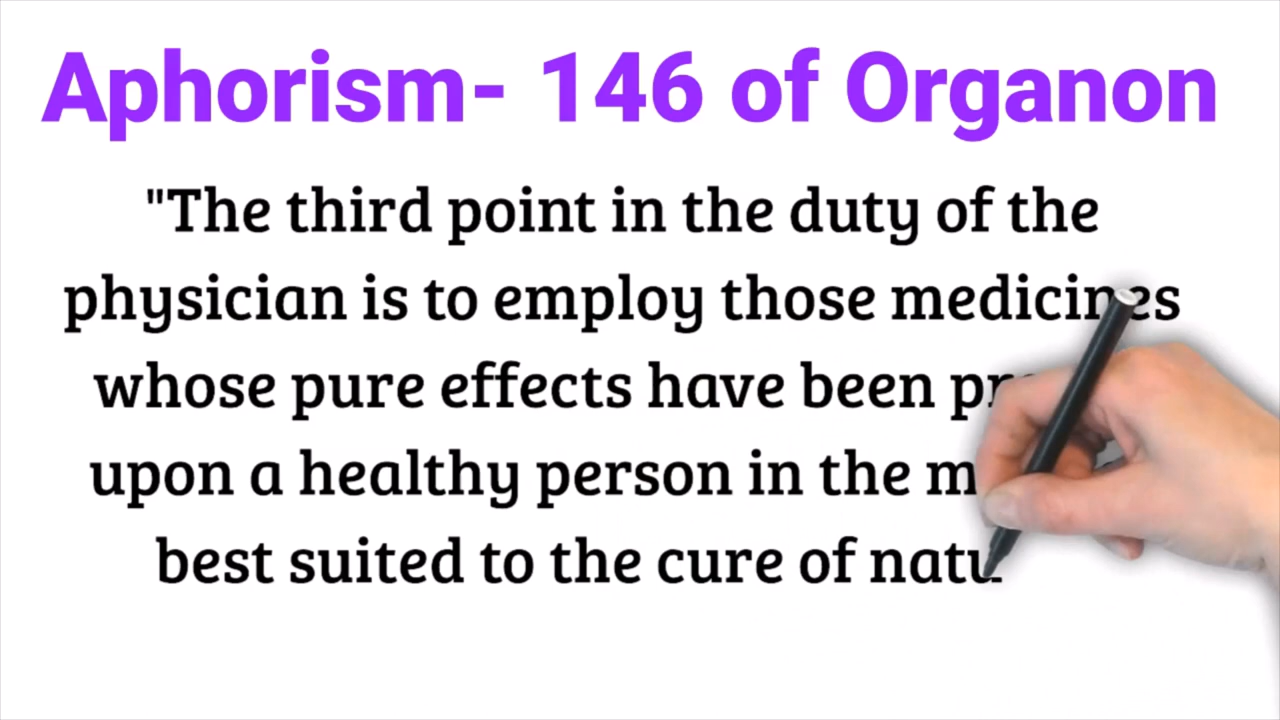 Aphorism- 146 of Organon
"The third point in the duty of the
physician is to employ those medicines
whose pure effects have been
upon a healthy person in the
best suited to the cure of